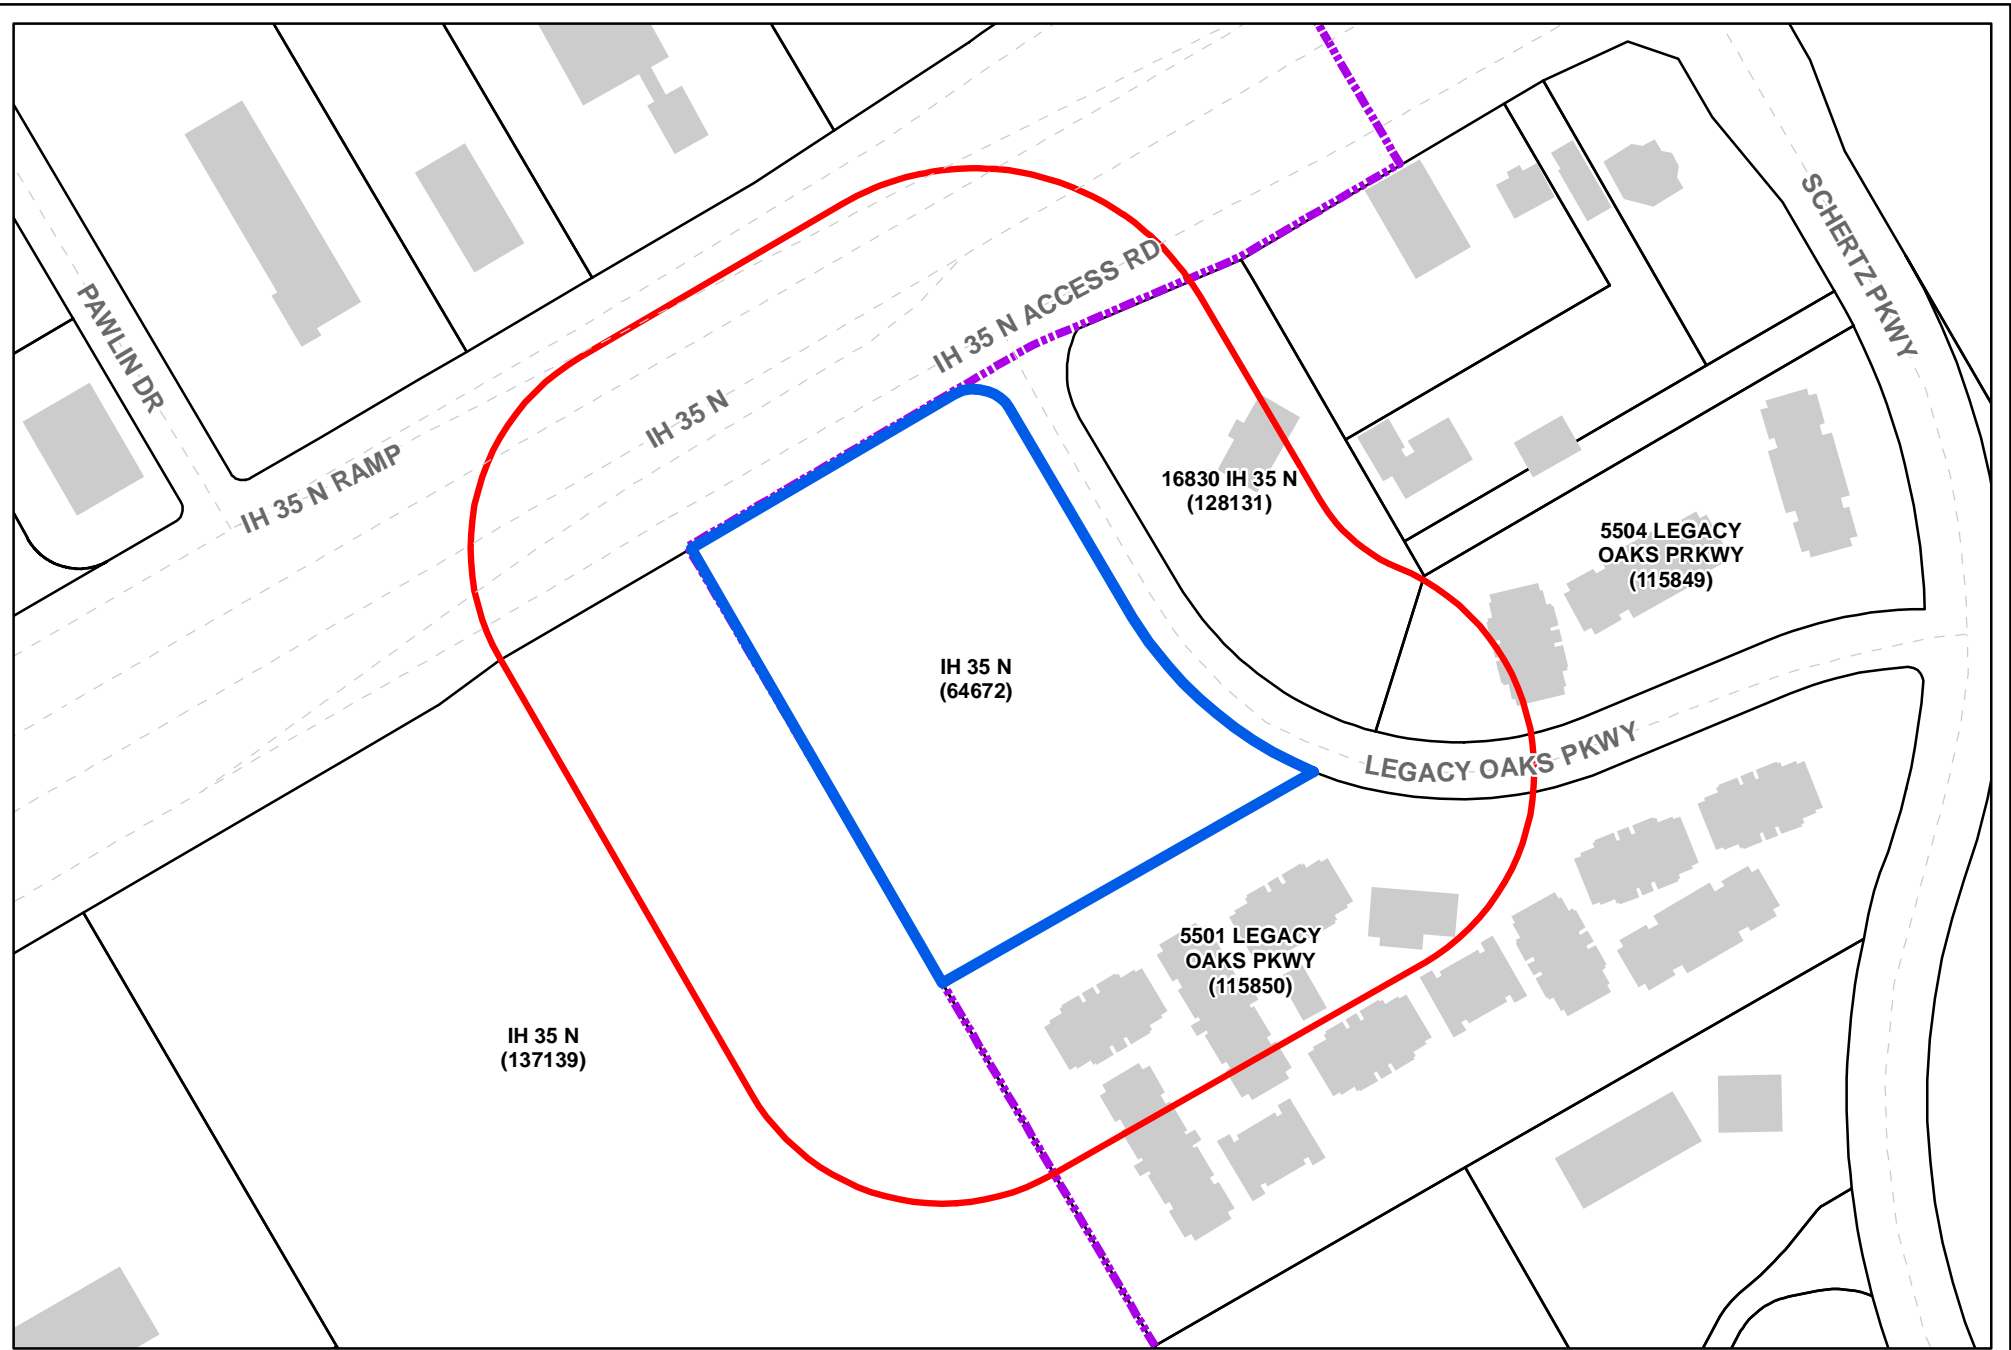 SCHERTZ PKWY
PAWLIN DR
IH 35 N ACCESS RD
IH 35 N
IH 35 N RAMP
16830 IH 35 N
(128131)
5504 LEGACY
OAKS PRKWY
(115849)
IH 35 N
(64672)
LEGACY OAKS PKWY
5501 LEGACY
OAKS PKWY
(115850)
IH 35 N
(137139)